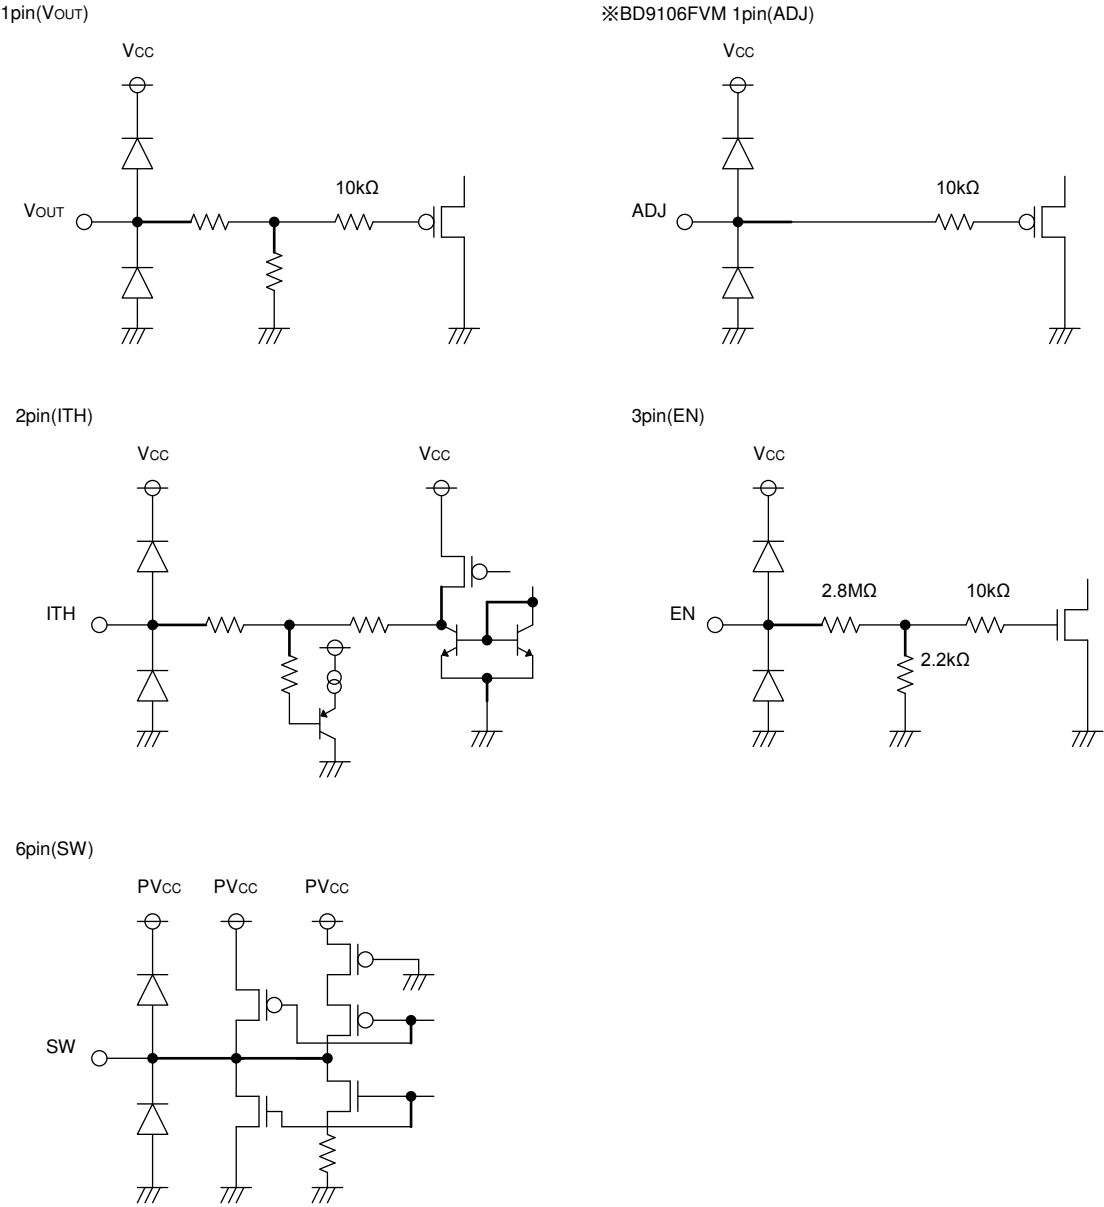 1pin(VOUT)
※BD9106FVM 1pin(ADJ)
VCC
VCC
10kΩ
10kΩ
VOUT
ADJ
2pin(ITH)
3pin(EN)
VCC
VCC
VCC
2.8MΩ
10kΩ
ITH
EN
2.2kΩ
6pin(SW)
PVCC
PVCC
PVCC
SW